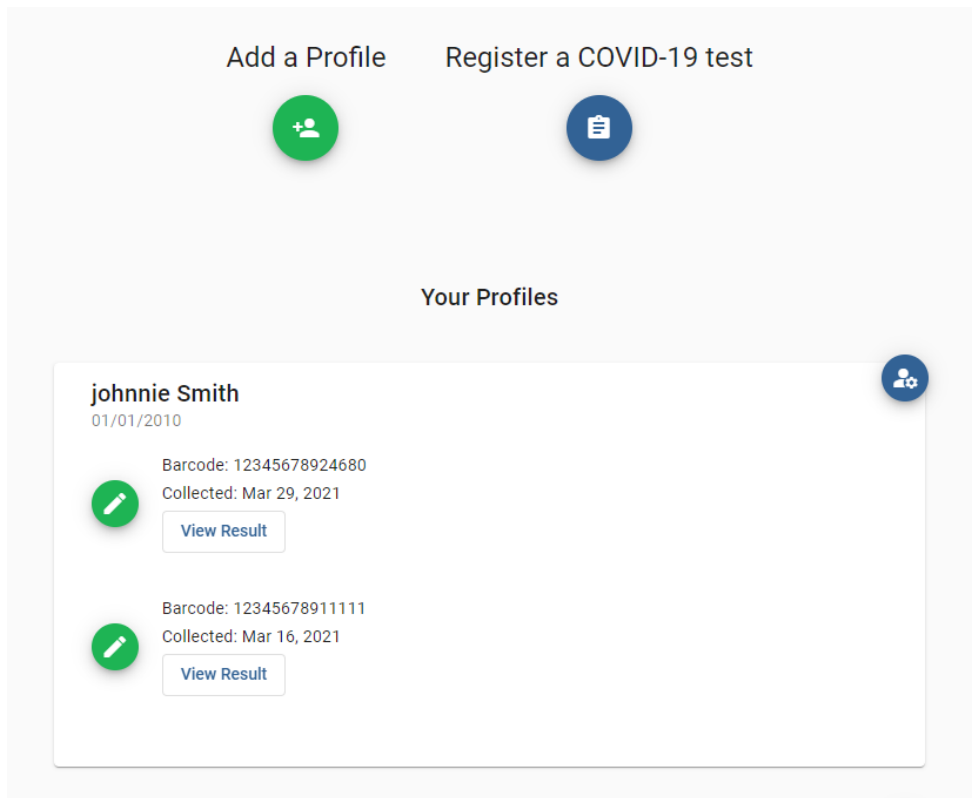 Add a Profile
Register a COVID-19 test
Your Profiles
johnnie Smith
01/01/2010
Barcode: 12345678924680
Collected: Mar 29, 2021
View Result
Barcode: 12345678911111
Collected: Mar 16, 2021
View Result